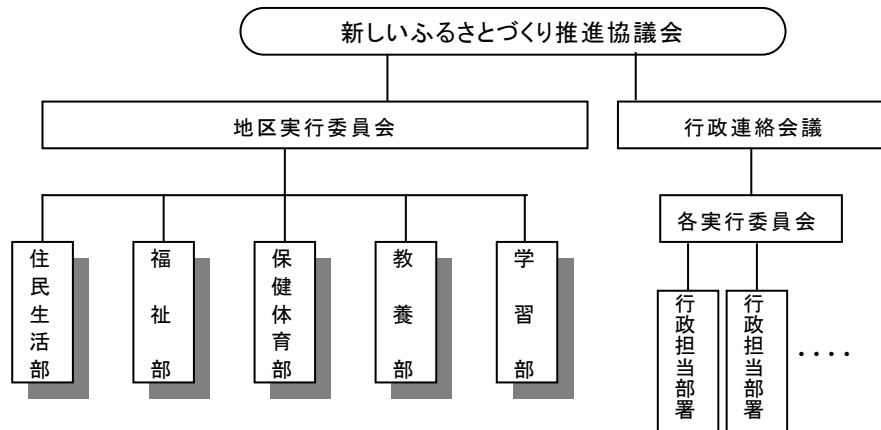 新しいふるさとづくり推進協議会
地区実行委員会
行政連絡会議
各実行委員会
住民生活部
福祉部
保健体育部
教養部
学習部
行政担当部署
行政担当部署
・・・・